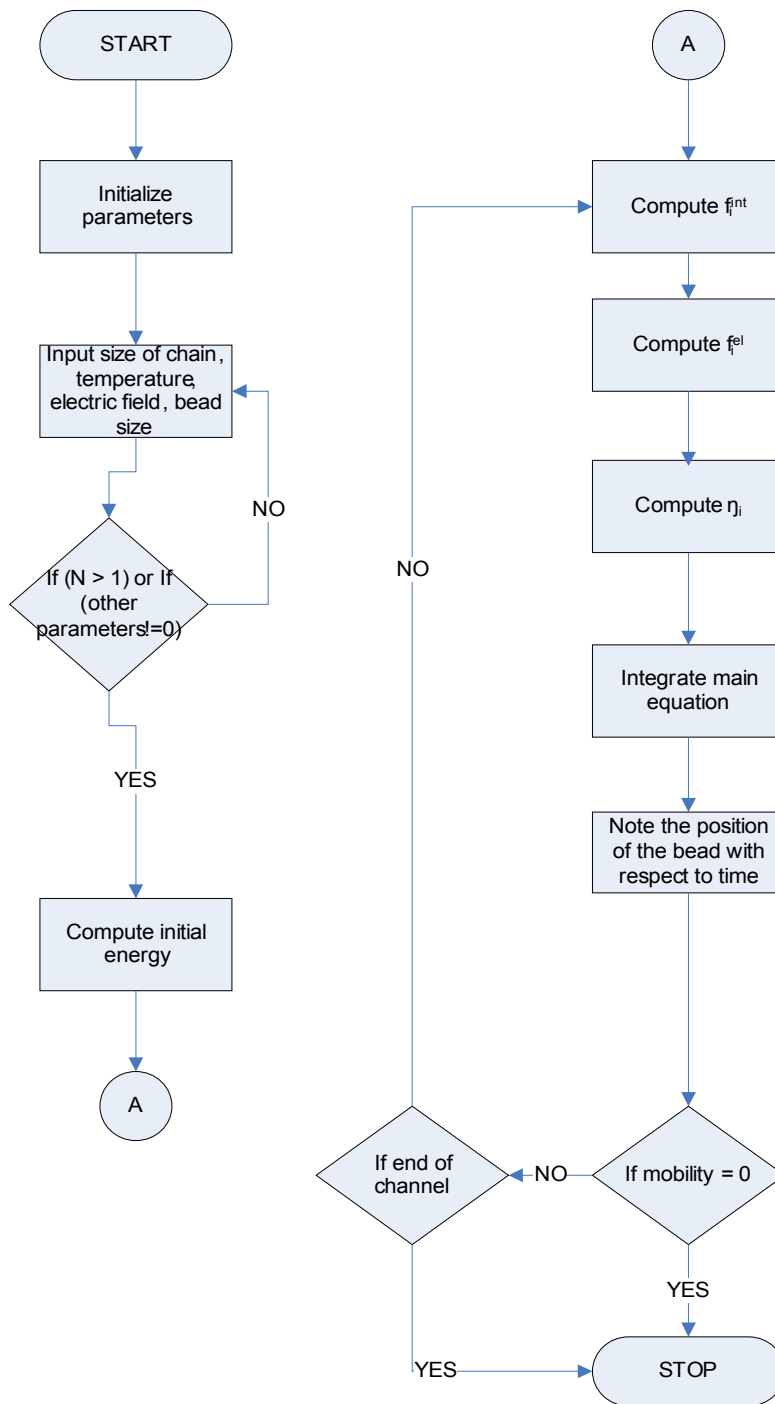 START
Initialize
parameters
Input size of chain,
temperature,
electric field, bead
size
NO
If (N > 1) or If
(other
parameters!=0)
YES
Compute initial
energy
A
A
Compute fᵢⁱⁿᵗ
Compute fᵢᵉˡ
Compute ŋᵢ
NO
Integrate main
equation
Note the position
of the bead with
respect to time
If end of
channel
NO
If mobility = 0
YES
YES
STOP